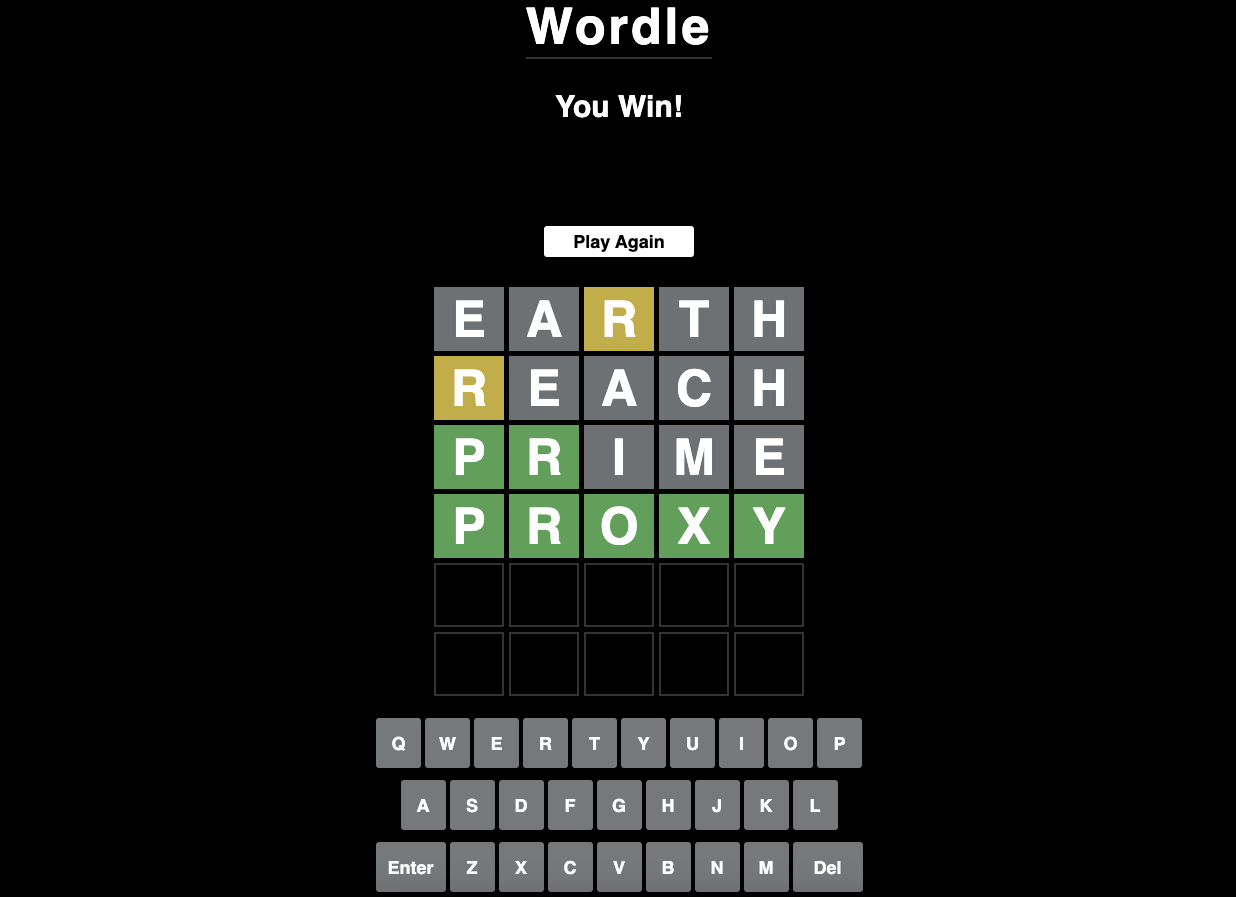 Wordle
You Win!
Play Again
E A R T H
R E A C H
P R I M E
P R O X Y
Q W E R T Y U I O P
A S D F G H J K L
Enter Z X C V B N M Del